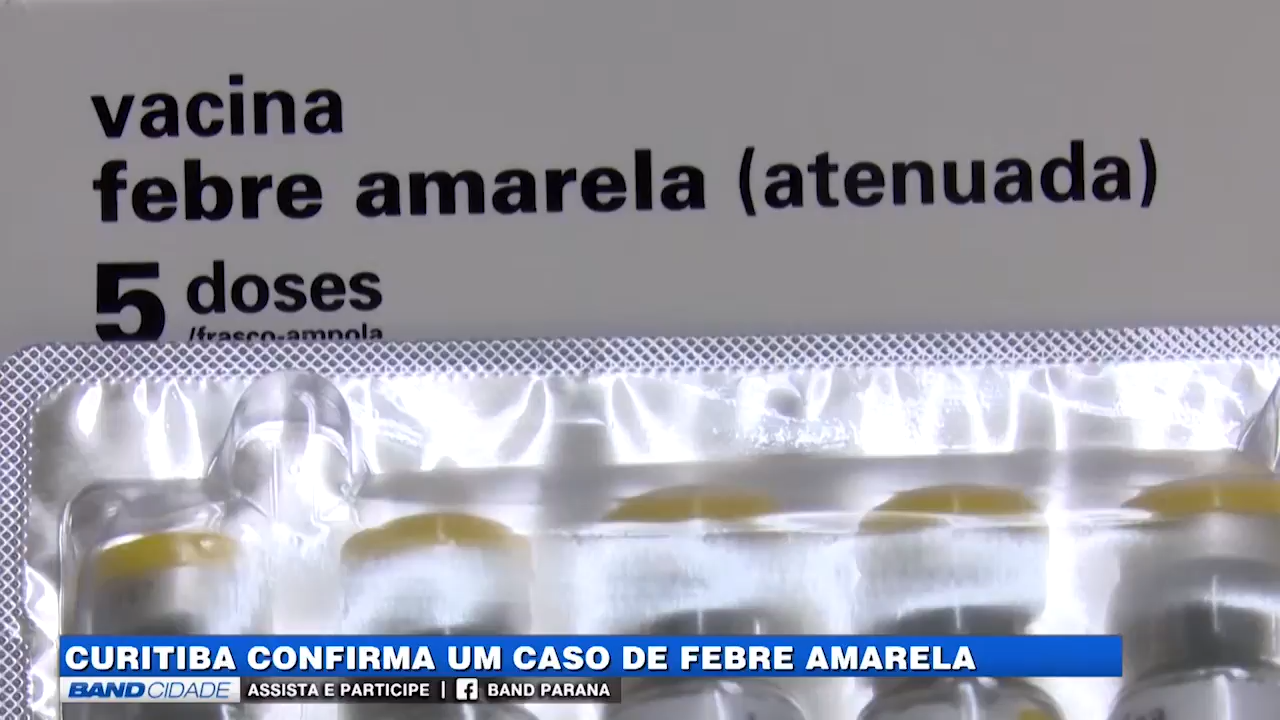 vacina
febre amarela (atenuada)
5 doses
/frasco-ampola
CURITIBA CONFIRMA UM CASO DE FEBRE AMARELA
BAND CIDADE ASSISTA E PARTICIPE | BAND PARANA